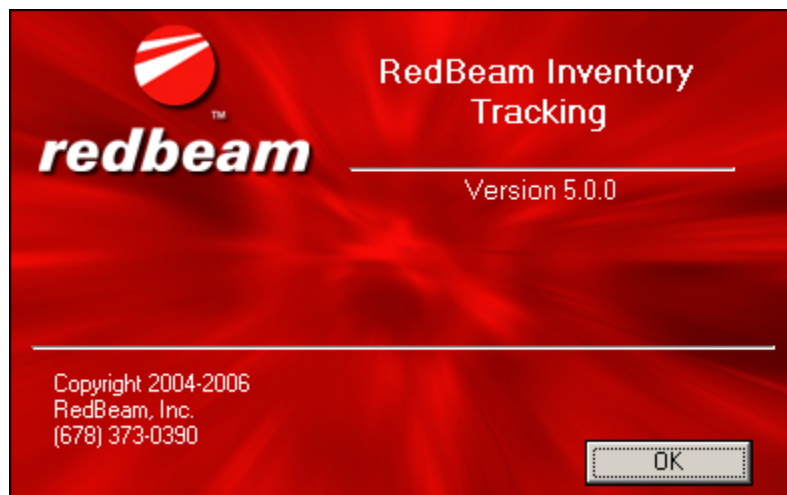 redbeam
TM
RedBeam Inventory
Tracking
Version 5.0.0
Copyright 2004-2006
RedBeam, Inc.
(678) 373-0390
OK